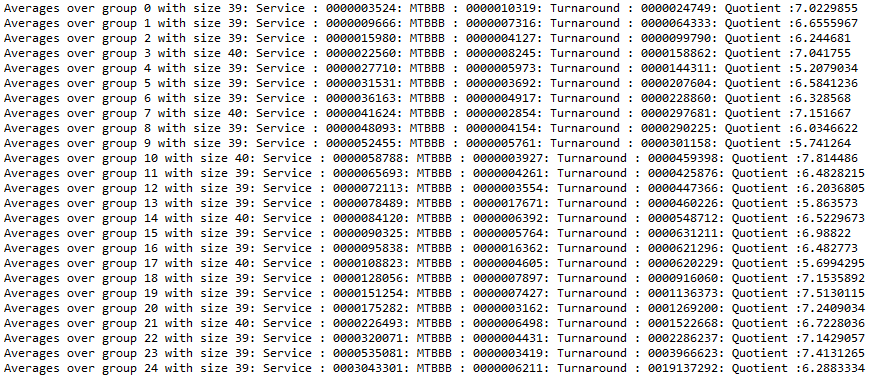 Averages over group 0 with size 39: Service : 0000003524: MTBBB : 0000010319: Turnaround : 0000024749: Quotient :7.0229855
Averages over group 1 with size 39: Service : 0000009666: MTBBB : 0000007316: Turnaround : 0000064333: Quotient :6.6555967
Averages over group 2 with size 39: Service : 0000015980: MTBBB : 0000004127: Turnaround : 0000099790: Quotient :6.244681
Averages over group 3 with size 40: Service : 0000022560: MTBBB : 0000008245: Turnaround : 0000158862: Quotient :7.041755
Averages over group 4 with size 39: Service : 0000027710: MTBBB : 0000005973: Turnaround : 0000144311: Quotient :5.2079034
Averages over group 5 with size 39: Service : 0000031531: MTBBB : 0000003692: Turnaround : 0000207604: Quotient :6.5841236
Averages over group 6 with size 39: Service : 0000036163: MTBBB : 0000004917: Turnaround : 0000228860: Quotient :6.328568
Averages over group 7 with size 40: Service : 0000041624: MTBBB : 0000002854: Turnaround : 0000297681: Quotient :7.151667
Averages over group 8 with size 39: Service : 0000048093: MTBBB : 0000004154: Turnaround : 0000290225: Quotient :6.0346622
Averages over group 9 with size 39: Service : 0000052455: MTBBB : 0000005761: Turnaround : 0000301158: Quotient :5.741264
Averages over group 10 with size 40: Service : 0000058788: MTBBB : 0000003927: Turnaround : 0000459398: Quotient :7.814486
Averages over group 11 with size 39: Service : 0000065693: MTBBB : 0000004261: Turnaround : 0000425876: Quotient :6.4828215
Averages over group 12 with size 39: Service : 0000072113: MTBBB : 0000003554: Turnaround : 0000447366: Quotient :6.2036805
Averages over group 13 with size 39: Service : 0000078489: MTBBB : 0000017671: Turnaround : 0000460226: Quotient :5.863573
Averages over group 14 with size 40: Service : 0000084120: MTBBB : 0000006392: Turnaround : 0000548712: Quotient :6.5229673
Averages over group 15 with size 39: Service : 0000090325: MTBBB : 0000005764: Turnaround : 0000631211: Quotient :6.98822
Averages over group 16 with size 39: Service : 0000095838: MTBBB : 0000016362: Turnaround : 0000621296: Quotient :6.482773
Averages over group 17 with size 40: Service : 0000108823: MTBBB : 0000004605: Turnaround : 0000620229: Quotient :5.6994295
Averages over group 18 with size 39: Service : 0000128056: MTBBB : 0000007897: Turnaround : 0000916060: Quotient :7.1535892
Averages over group 19 with size 39: Service : 0000151254: MTBBB : 0000007427: Turnaround : 0001136373: Quotient :7.5130115
Averages over group 20 with size 39: Service : 0000175282: MTBBB : 0000003162: Turnaround : 0001269200: Quotient :7.2409034
Averages over group 21 with size 40: Service : 0000226493: MTBBB : 0000006498: Turnaround : 0001522668: Quotient :6.7228036
Averages over group 22 with size 39: Service : 0000320071: MTBBB : 0000004431: Turnaround : 0002286237: Quotient :7.1429057
Averages over group 23 with size 39: Service : 0000535081: MTBBB : 0000003419: Turnaround : 0003966623: Quotient :7.4131265
Averages over group 24 with size 39: Service : 0003043301: MTBBB : 0000006211: Turnaround : 0019137292: Quotient :6.2883334